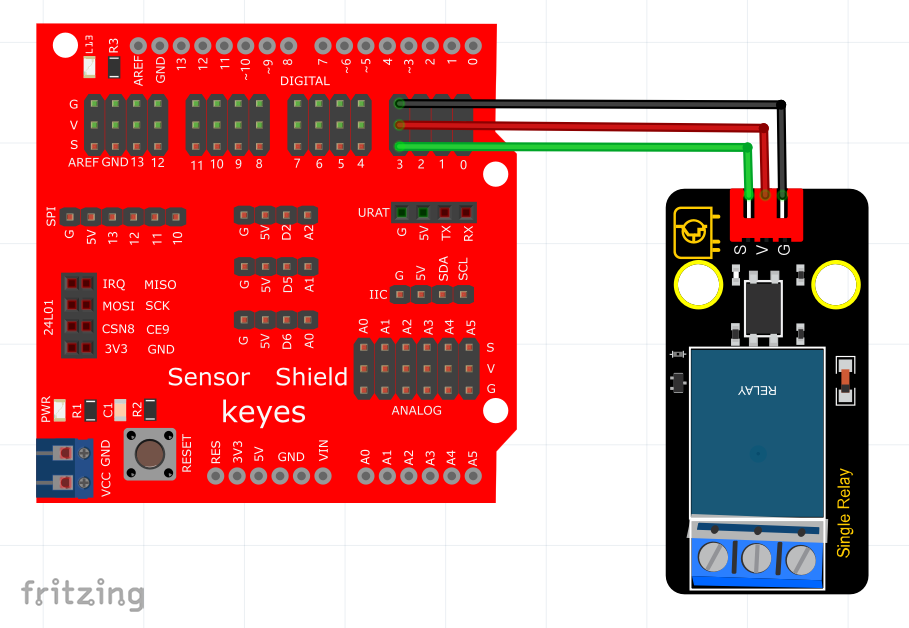 L13
R3
AREF GND 13 12 11 ~10 ~9 8 7 ~6 ~5 4 ~3 2 1 0
DIGITAL
G
V
S
AREF GND 13 12 11 10 9 8 7 6 5 4 3 2 1 0
SPI
G 5V 13 12 11 10
G 5V D2 A2
URAT
G 5V TX RX
24L01
IRQ MISO
MOSI SCK
CSN8 CE9
3V3 GND
G 5V D5 A1
IIC
G 5V SDA SCL
G 5V D6 A0
A0 A1 A2 A3 A4 A5
S
V
G
ANALOG
Sensor Shield
keyes
PWR
R1
C1
R2
GND
VCC
RESET
RES 3V3 5V GND VIN
A0 A1 A2 A3 A4 A5
S V G
RELAY
Single Relay
fritzing